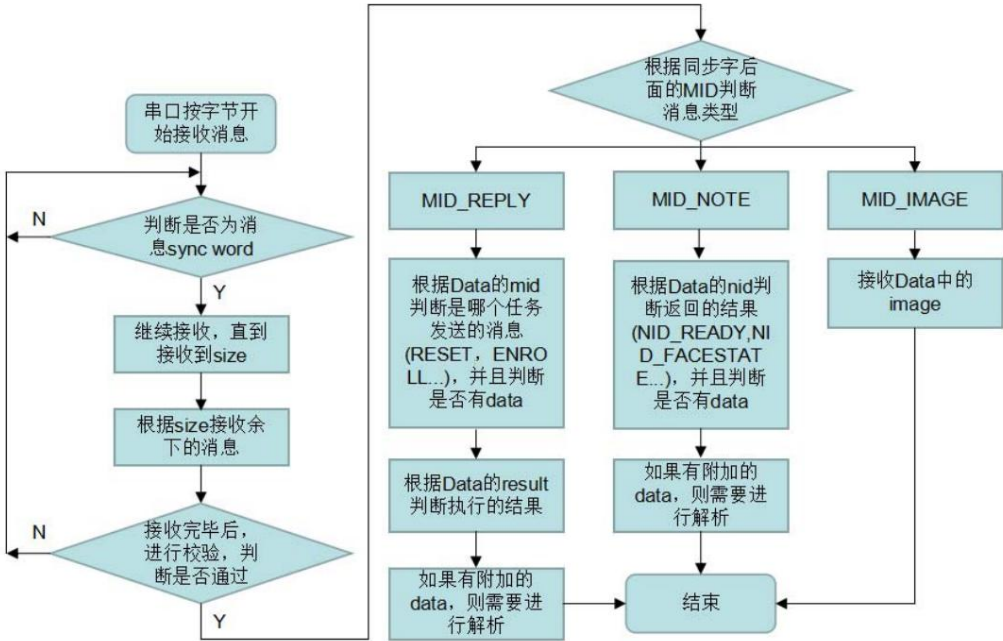 串口按字节开
始接收消息
N
判断是否为消
息sync word
Y
继续接收，直到
接收到size
根据size接收余
下的消息
N
接收完毕后，
进行校验，判
断是否通过
Y
根据同步字后
面的MID判断
消息类型
MID_REPLY
根据Data的mid
判断是哪个任务
发送的消息
(RESET，ENRO
LL...)，并且判断
是否有data
根据Data的result
判断执行的结果
如果有附加的
data，则需要进
行解析
MID_NOTE
根据Data的nid判
断返回的结果
(NID_READY,NI
D_FACESTAT
E...)，并且判断
是否有data
如果有附加的
data，则需要进
行解析
MID_IMAGE
接收Data中的
image
结束